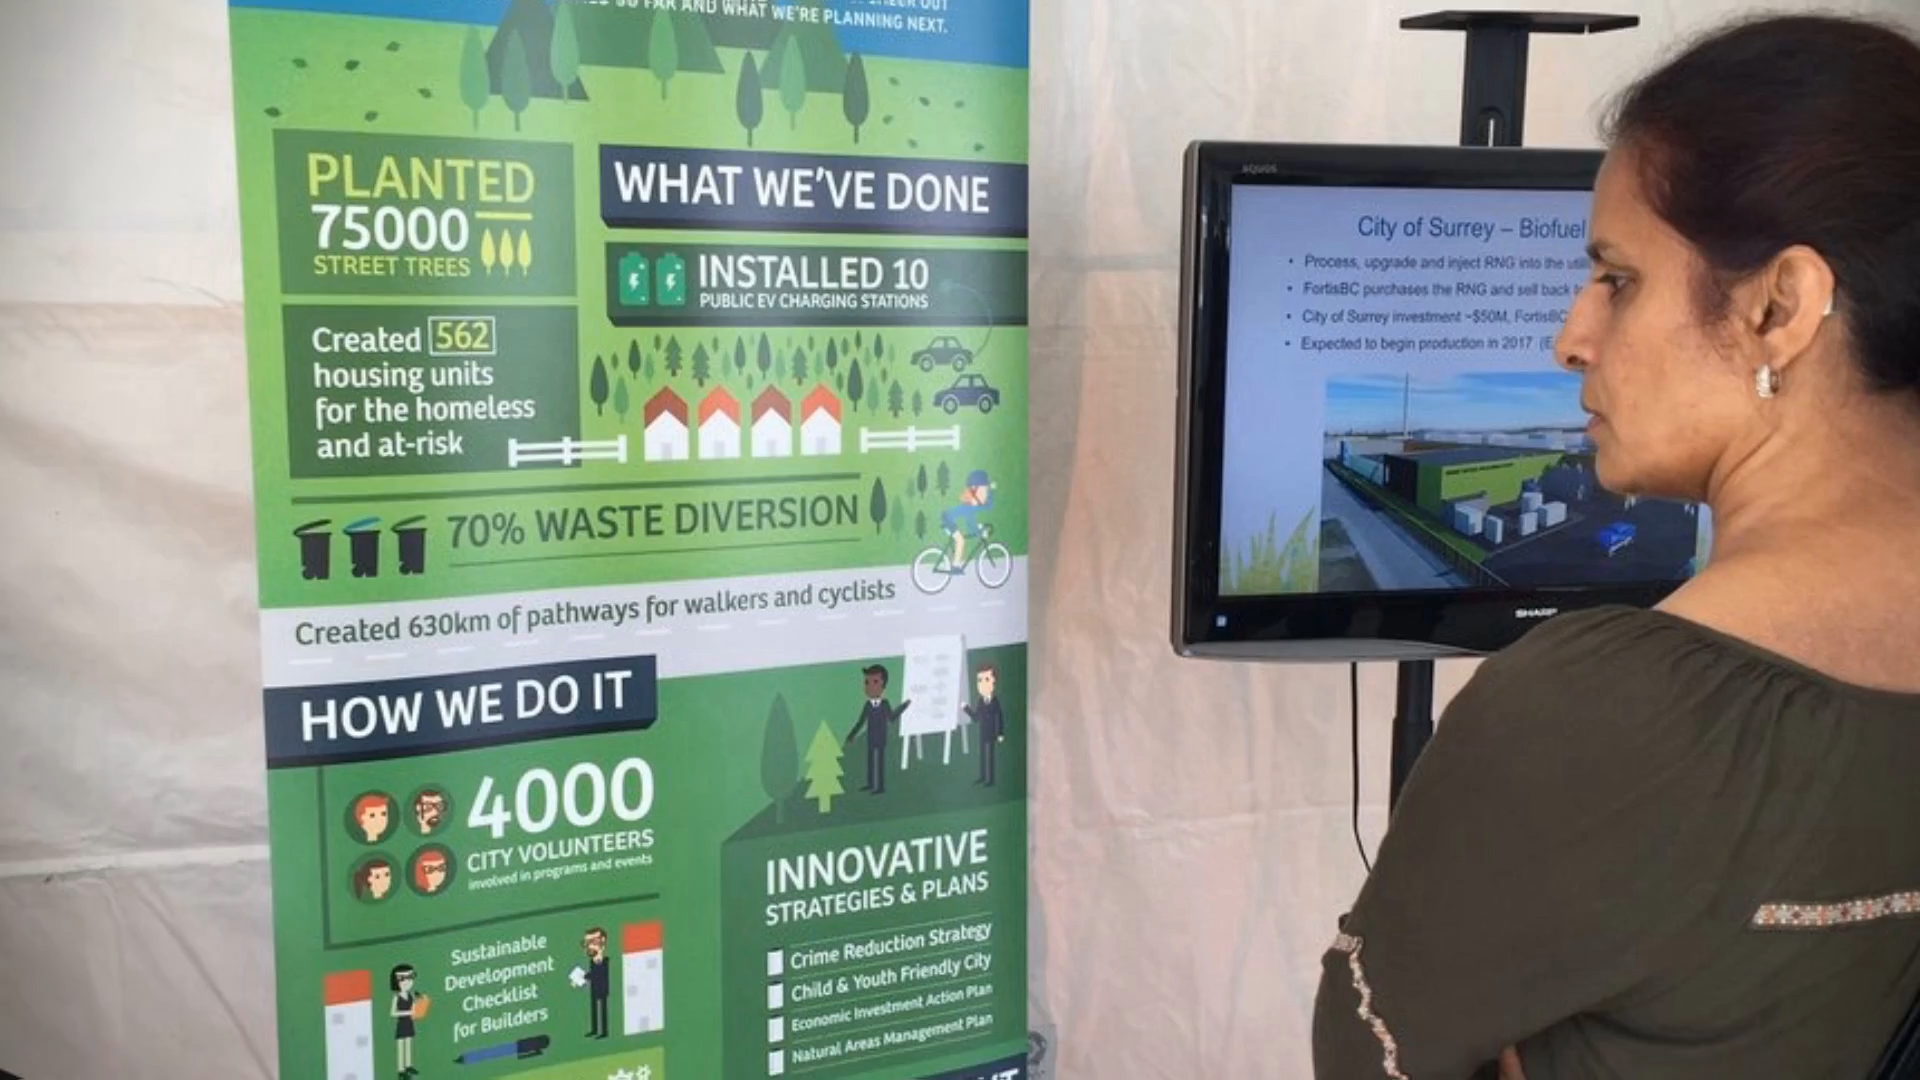 SO FAR AND WHAT WE'RE PLANNING NEXT.
PLANTED
75000
STREET TREES
WHAT WE'VE DONE
INSTALLED 10
PUBLIC EV CHARGING STATIONS
Created 562
housing units
for the homeless
and at-risk
70% WASTE DIVERSION
Created 630km of pathways for walkers and cyclists
HOW WE DO IT
4000
CITY VOLUNTEERS
involved in programs and events
INNOVATIVE
STRATEGIES & PLANS
Crime Reduction Strategy
Child & Youth Friendly City
Economic Investment Action Plan
Natural Areas Management Plan
Sustainable
Development
Checklist
for Builders
AQUOS
City of Surrey – Biofuel
• Process, upgrade and inject RNG into the
• FortisBC purchases the RNG and sell back
• City of Surrey investment ~$50M, FortisBC
• Expected to begin production in 2017 (E
SHARP